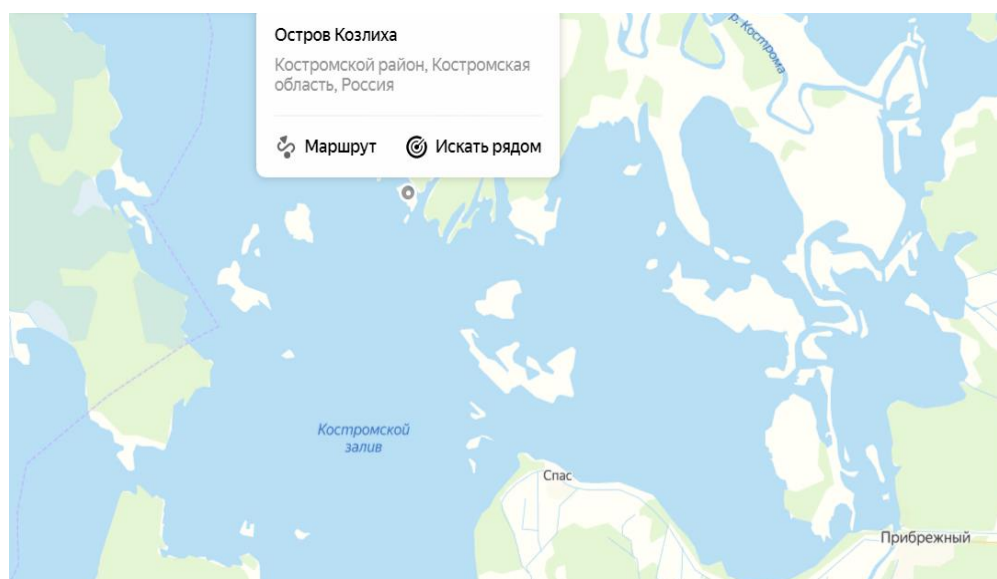 Остров Козлиха
Костромской район, Костромская
область, Россия
Маршрут
Искать рядом
р. Кострома
Костромской
залив
Спас
Прибрежный